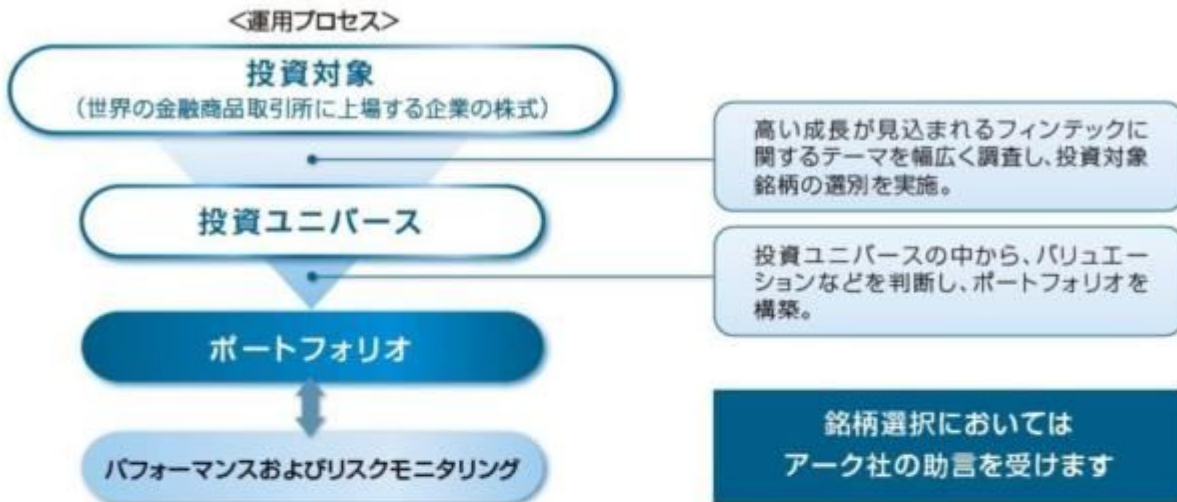 <運用プロセス>
投資対象
(世界の金融商品取引所に上場する企業の株式)
高い成長が見込まれるフィンテックに
関するテーマを幅広く調査し、投資対象
銘柄の選別を実施。
投資ユニバース
投資ユニバースの中から、バリュエー
ションなどを判断し、ポートフォリオを
構築。
ポートフォリオ
パフォーマンスおよびリスクモニタリング
銘柄選択においては
アーク社の助言を受けます